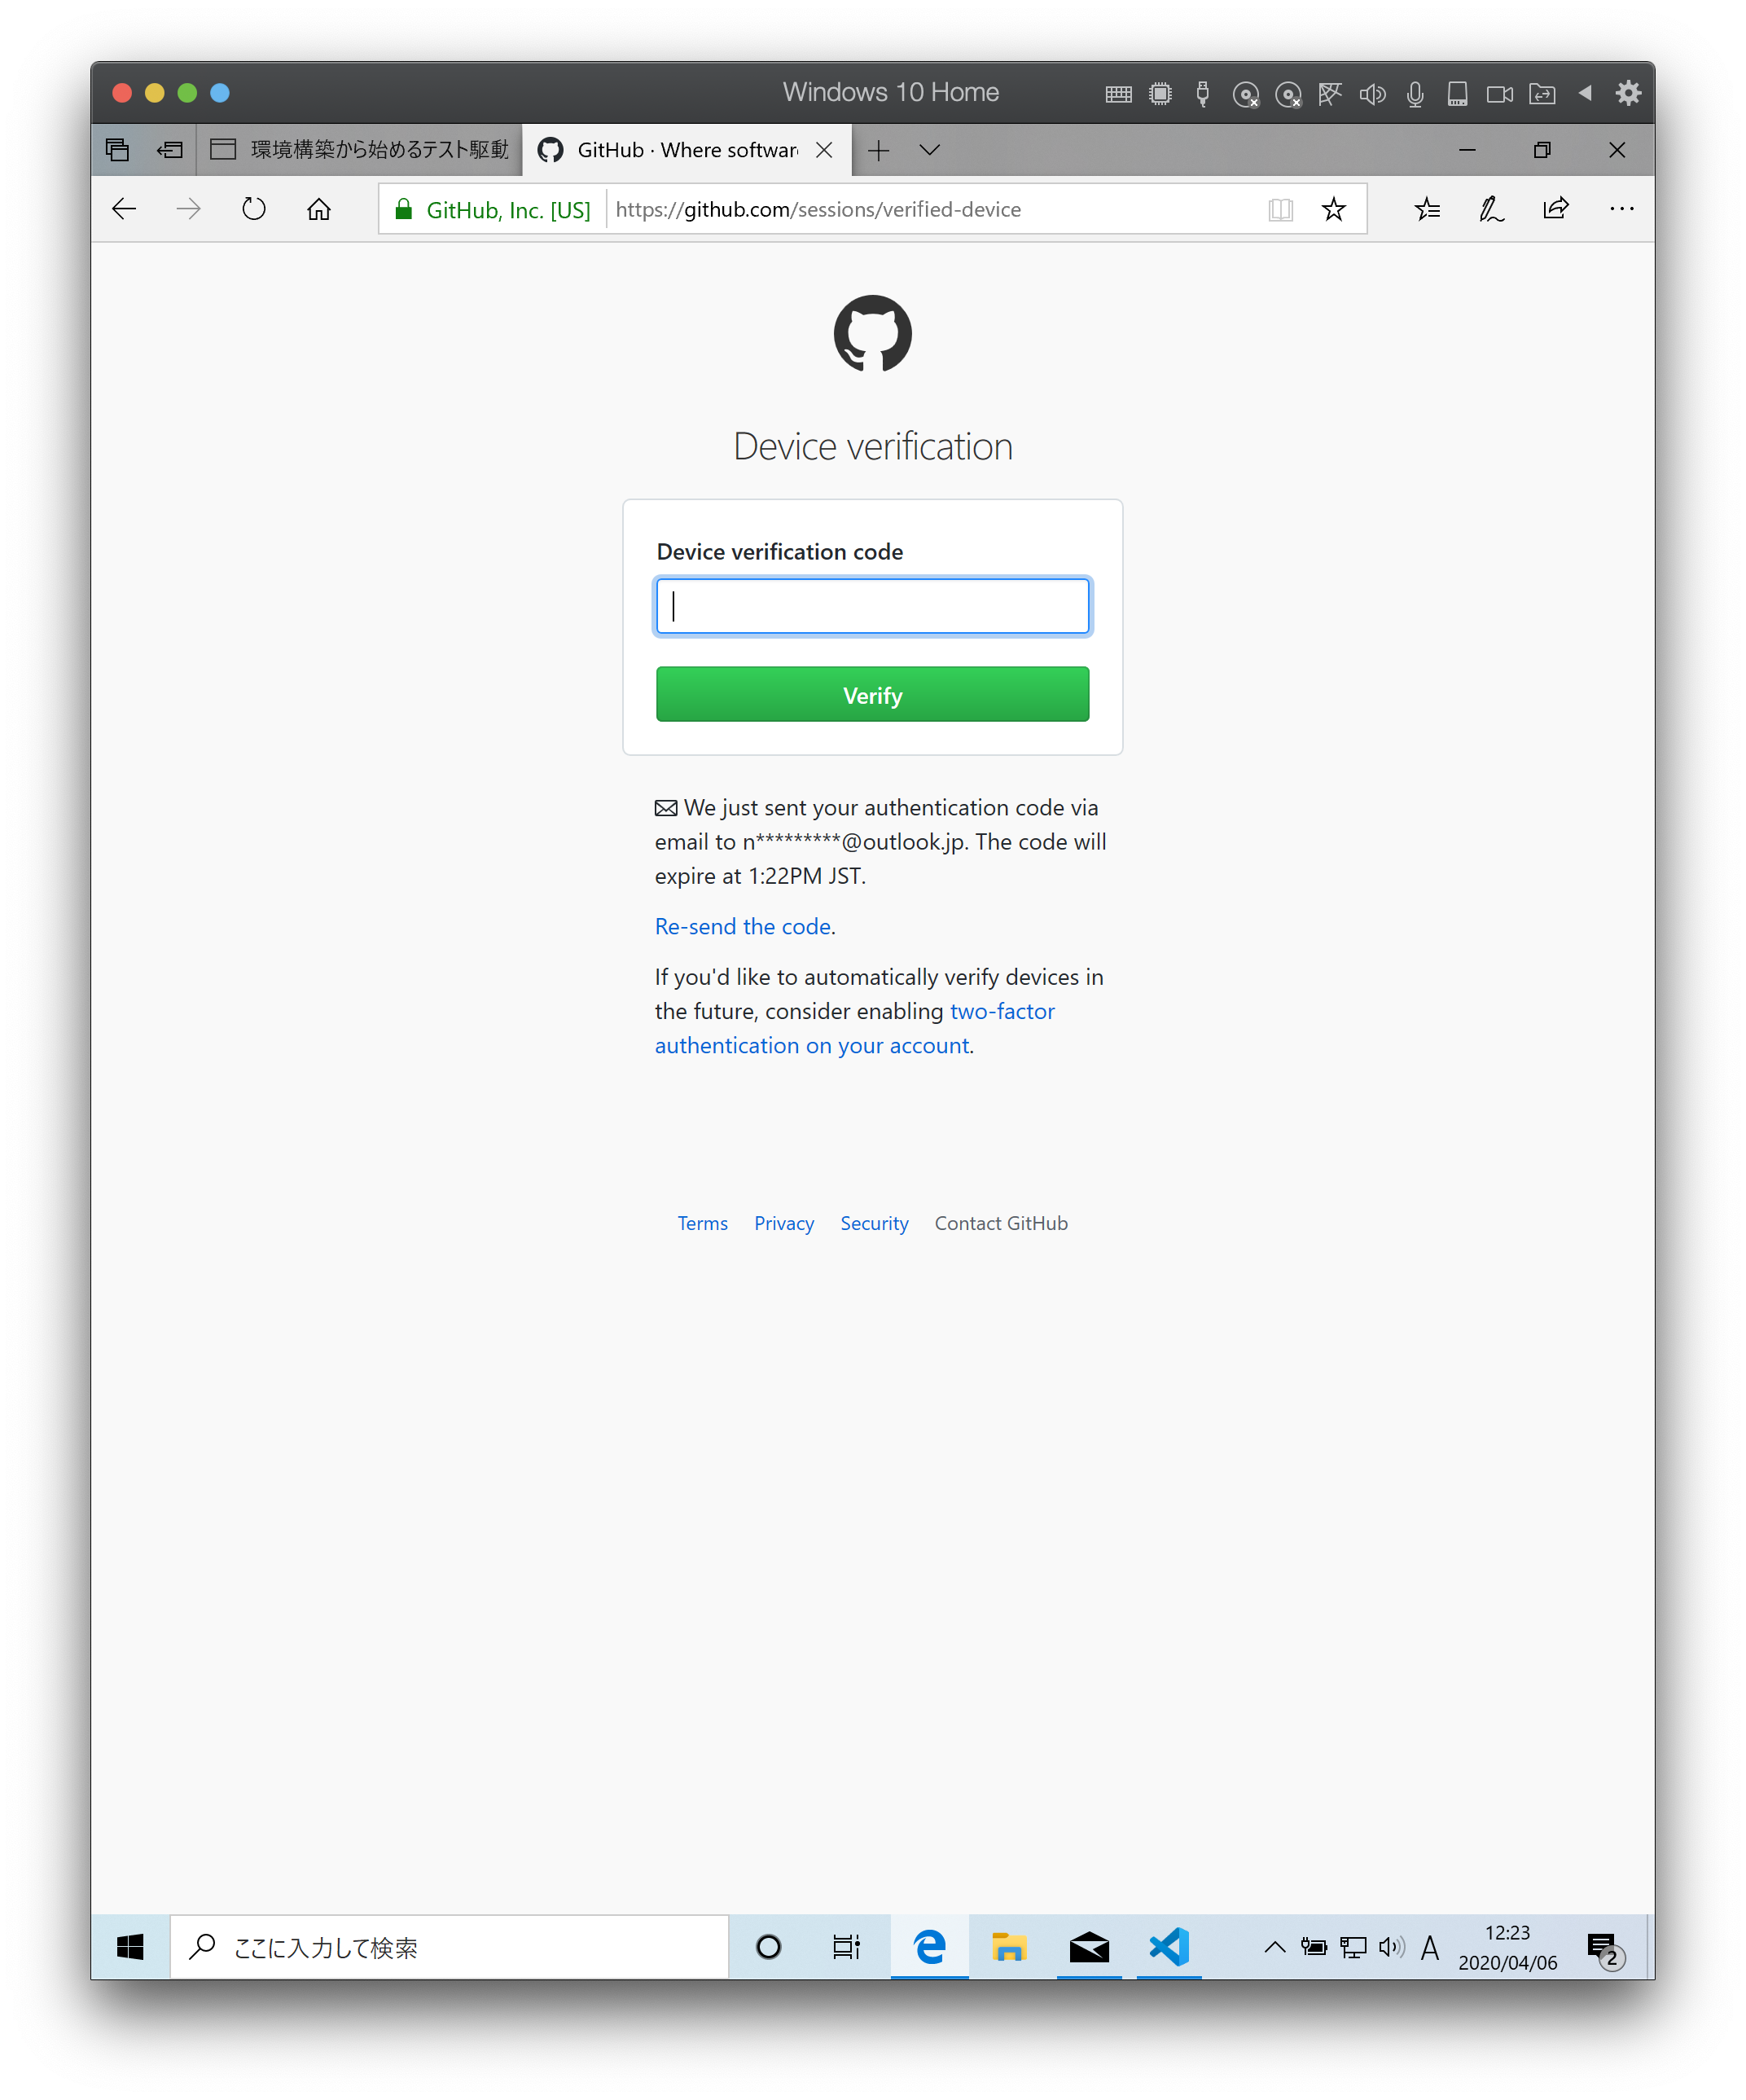 Windows 10 Home
環境構築から始めるテスト駆動
GitHub · Where softwar
GitHub, Inc. [US]
https://github.com/sessions/verified-device
Device verification
Device verification code
Verify
We just sent your authentication code via
email to n*********@outlook.jp. The code will
expire at 1:22PM JST.
Re-send the code.
If you'd like to automatically verify devices in
the future, consider enabling two-factor
authentication on your account.
Terms Privacy Security Contact GitHub
ここに入力して検索
A
12:23
2020/04/06
2